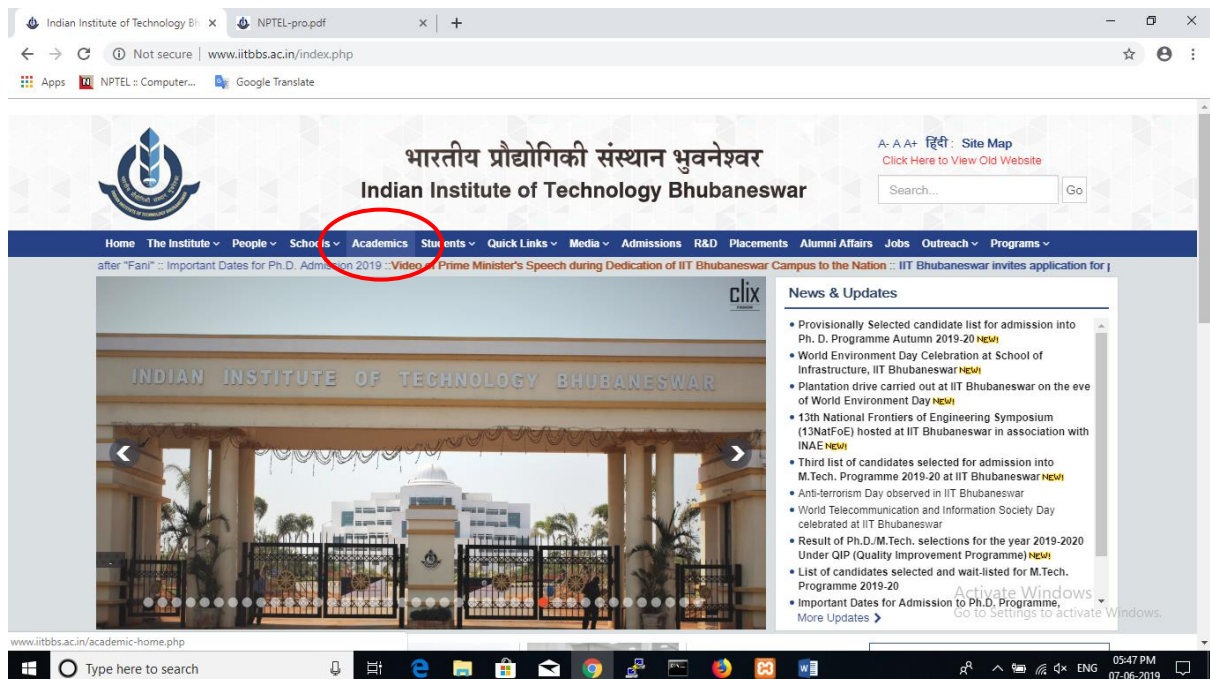 Indian Institute of Technology Bh
NPTEL-pro.pdf
Not secure | www.iitbbs.ac.in/index.php
Apps NPTEL :: Computer... Google Translate
भारतीय प्रौद्योगिकी संस्थान भुवनेश्वर
Indian Institute of Technology Bhubaneswar
A- A A+ हिंदी : Site Map
Click Here to View Old Website
Search... Go
Home The Institute People Schools Academics Students Quick Links Media Admissions R&D Placements Alumni Affairs Jobs Outreach Programs
after "Fani" :: Important Dates for Ph.D. Admission 2019 ::Video of Prime Minister's Speech during Dedication of IIT Bhubaneswar Campus to the Nation :: IIT Bhubaneswar invites application for
clix
INDIAN INSTITUTE OF TECHNOLOGY BHUBANESWAR
News & Updates
Provisionally Selected candidate list for admission into
Ph. D. Programme Autumn 2019-20 NEW!
World Environment Day Celebration at School of
Infrastructure, IIT Bhubaneswar NEW!
Plantation drive carried out at IIT Bhubaneswar on the eve
of World Environment Day NEW!
13th National Frontiers of Engineering Symposium
(13NatFoE) hosted at IIT Bhubaneswar in association with
INAE NEW!
Third list of candidates selected for admission into
M.Tech. Programme 2019-20 at IIT Bhubaneswar NEW!
Anti-terrorism Day observed in IIT Bhubaneswar
World Telecommunication and Information Society Day
celebrated at IIT Bhubaneswar
Result of Ph.D./M.Tech. selections for the year 2019-2020
Under QIP (Quality Improvement Programme) NEW!
List of candidates selected and wait-listed for M.Tech.
Programme 2019-20
Important Dates for Admission to Ph.D. Programme,
More Updates
Activate Windows
Go to Settings to activate Windows.
www.iitbbs.ac.in/academic-home.php
Type here to search
ENG
05:47 PM
07-06-2019